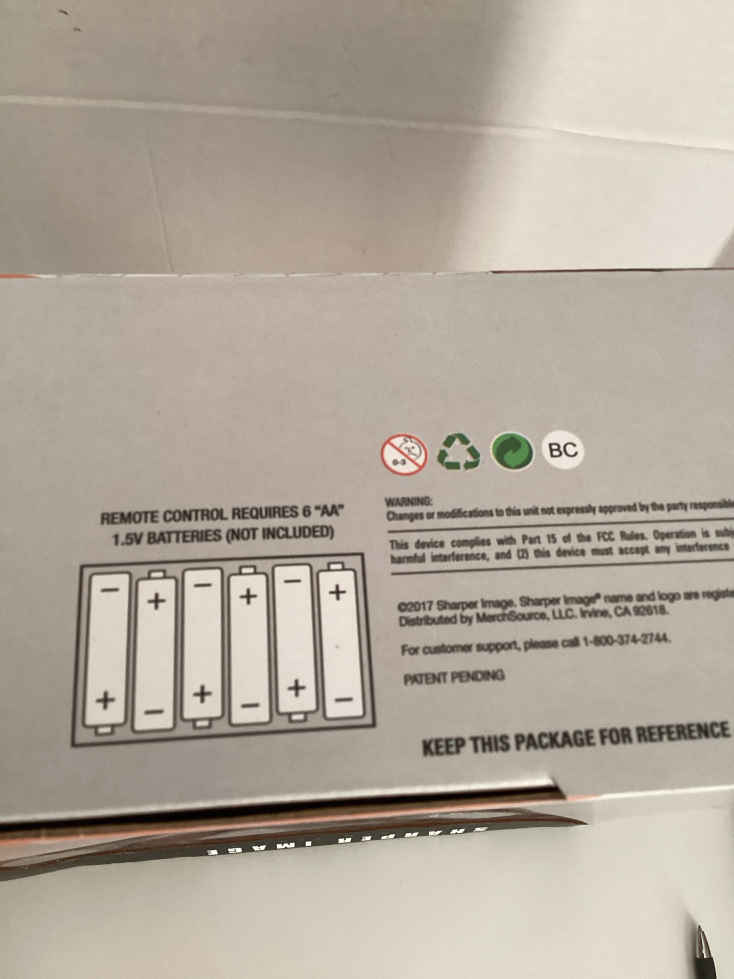 0-3
BC
REMOTE CONTROL REQUIRES 6 "AA"
1.5V BATTERIES (NOT INCLUDED)
− + − + − +
+ − + − + −
WARNING:
Changes or modifications to this unit not expressly approved by the party responsible
This device complies with Part 15 of the FCC Rules. Operation is
harmful interference, and (2) this device must accept any interference
©2017 Sharper Image. Sharper Image® name and logo are
Distributed by MerchSource, LLC. Irvine, CA 92618.
For customer support, please call 1-800-374-2744.
PATENT PENDING
KEEP THIS PACKAGE FOR REFERENCE
SHARPER IMAGE